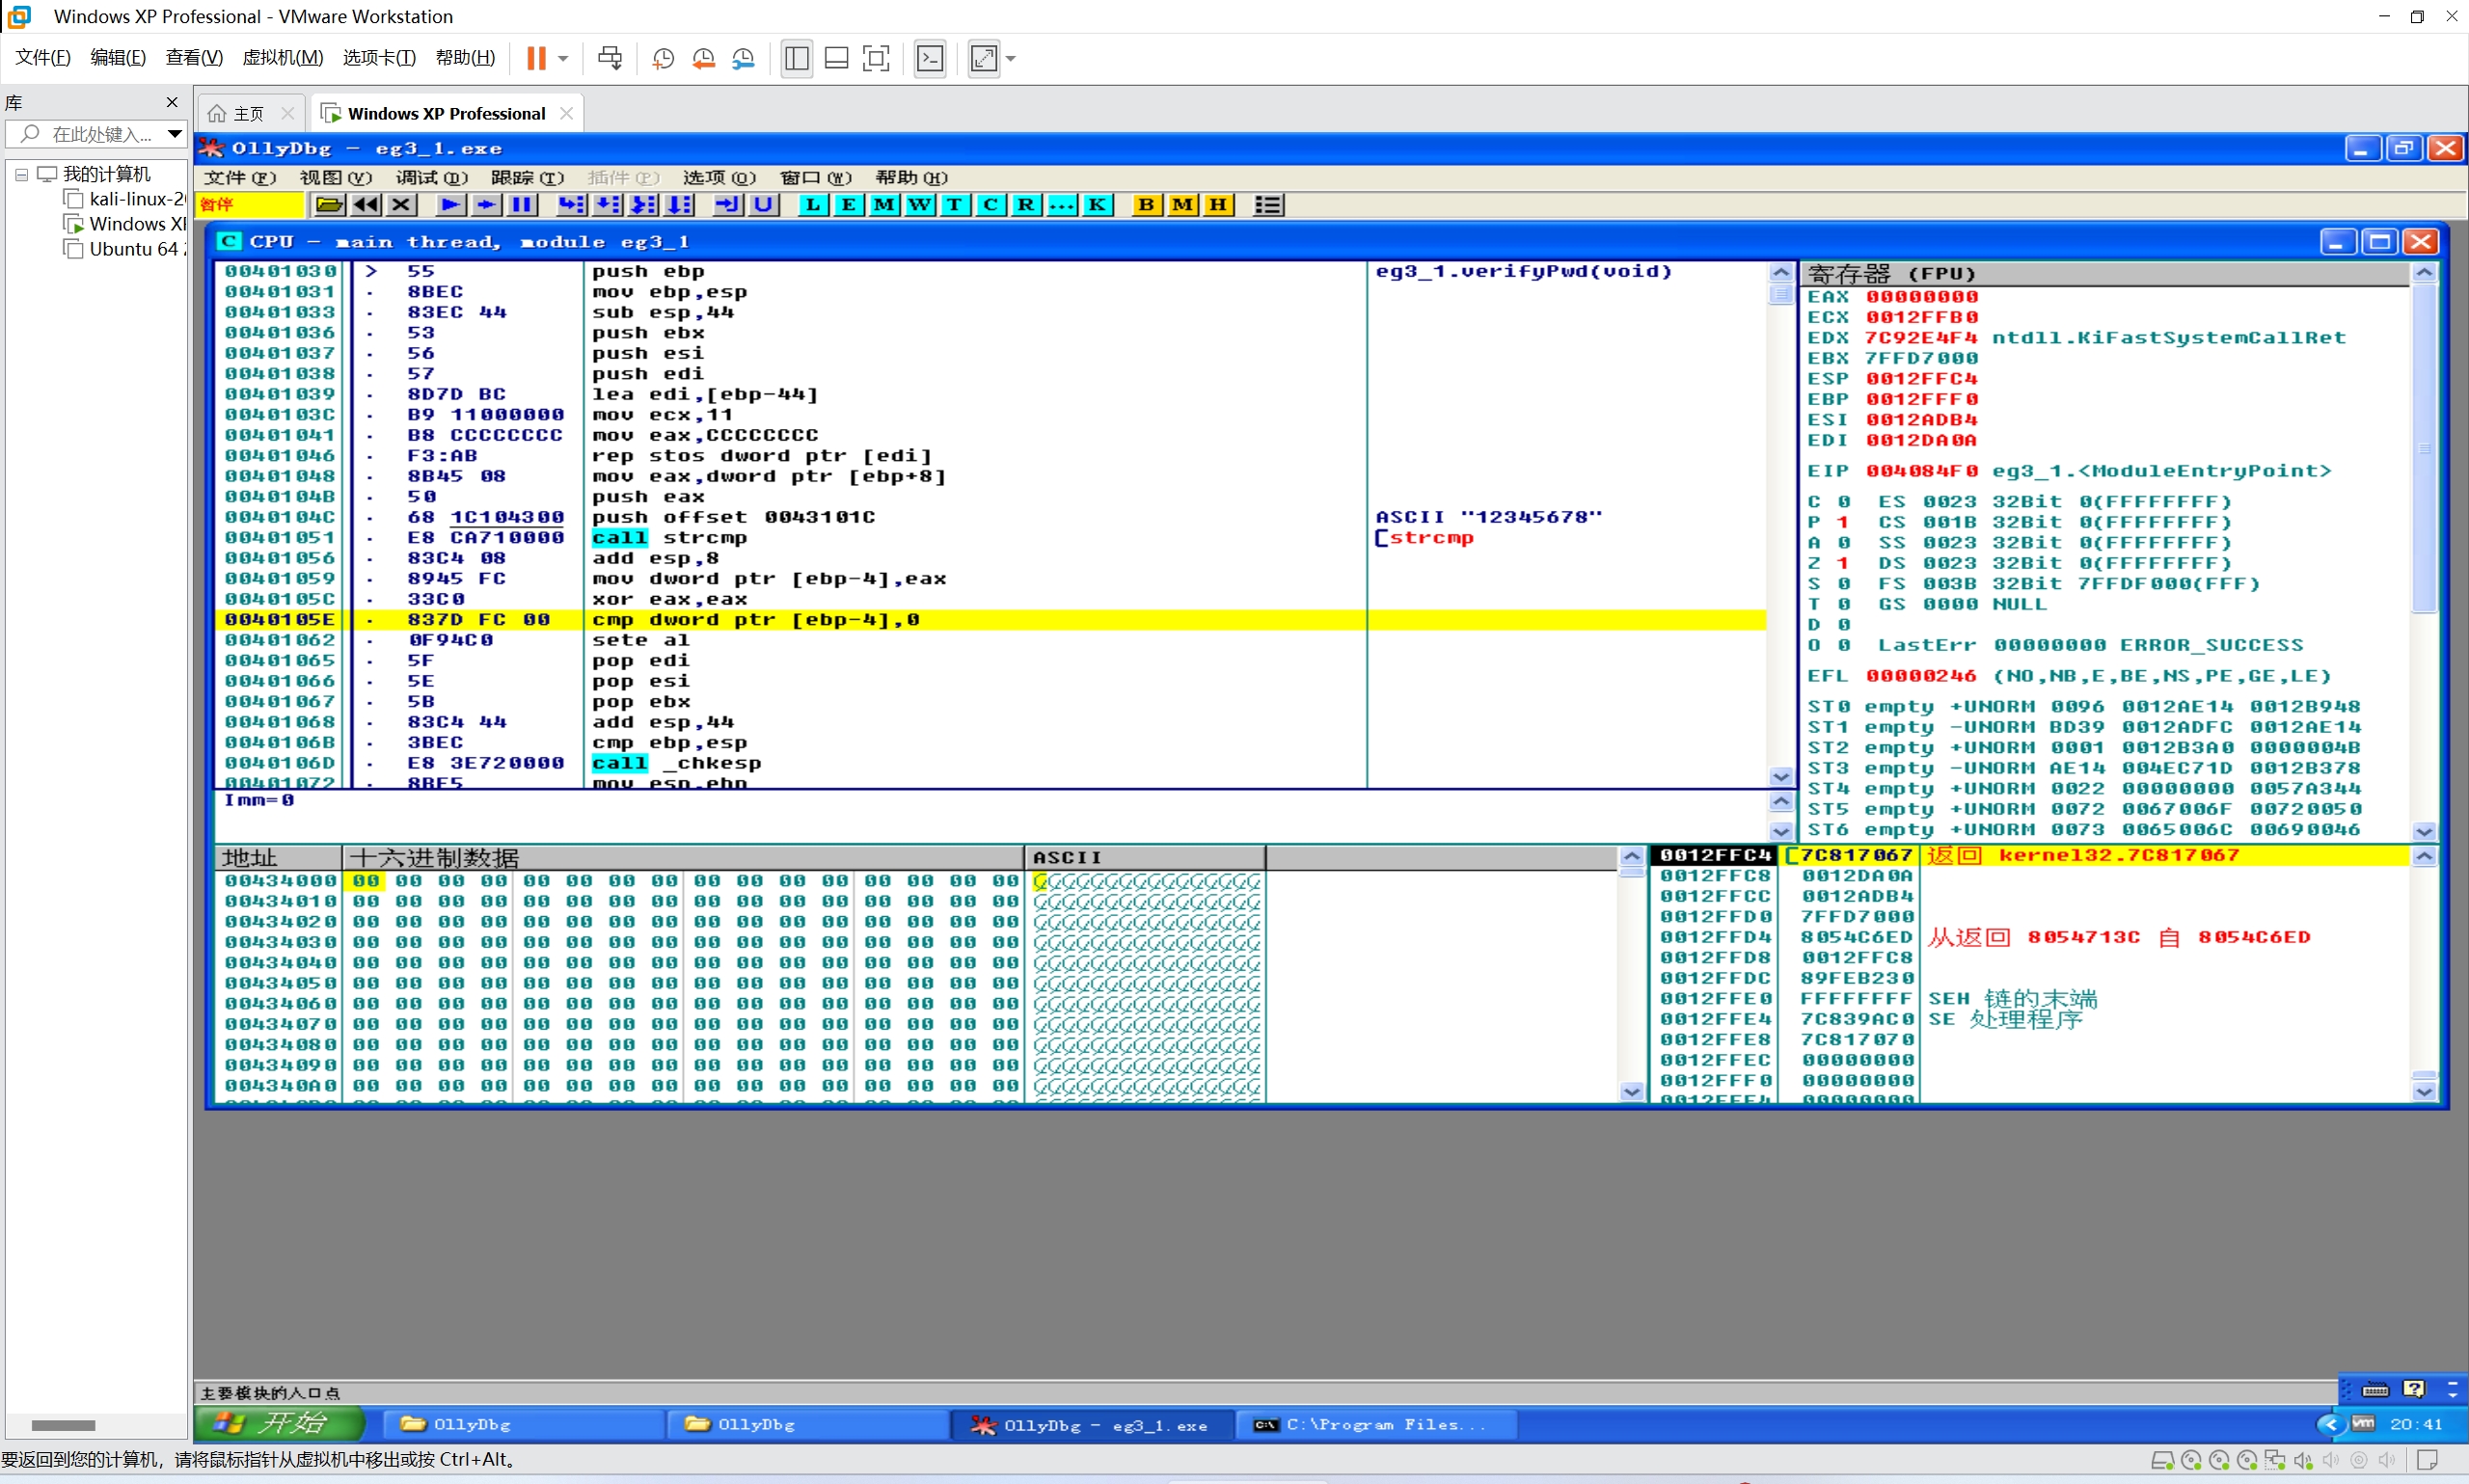 Windows XP Professional - VMware Workstation
文件(F) 编辑(E) 查看(V) 虚拟机(M) 选项卡(T) 帮助(H)
库
在此处键入...
我的计算机
kali-linux-2
Windows XP
Ubuntu 64
主页 Windows XP Professional
OllyDbg - eg3_1.exe
文件(F) 视图(V) 调试(D) 跟踪(T) 插件(P) 选项(O) 窗口(W) 帮助(H)
暂停 L E M W T C R ... K B M H
C CPU - main thread, module eg3_1
00401030 > 55 push ebp eg3_1.verifyPwd(void)
00401031 . 8BEC mov ebp,esp
00401033 . 83EC 44 sub esp,44
00401036 . 53 push ebx
00401037 . 56 push esi
00401038 . 57 push edi
00401039 . 8D7D BC lea edi,[ebp-44]
0040103C . B9 11000000 mov ecx,11
00401041 . B8 CCCCCCCC mov eax,CCCCCCCC
00401046 . F3:AB rep stos dword ptr [edi]
00401048 . 8B45 08 mov eax,dword ptr [ebp+8]
0040104B . 50 push eax
0040104C . 68 1C104300 push offset 0043101C ASCII "12345678"
00401051 . E8 CA710000 call strcmp [strcmp
00401056 . 83C4 08 add esp,8
00401059 . 8945 FC mov dword ptr [ebp-4],eax
0040105C . 33C0 xor eax,eax
0040105E . 837D FC 00 cmp dword ptr [ebp-4],0
00401062 . 0F94C0 sete al
00401065 . 5F pop edi
00401066 . 5E pop esi
00401067 . 5B pop ebx
00401068 . 83C4 44 add esp,44
0040106B . 3BEC cmp ebp,esp
0040106D . E8 3E720000 call _chkesp
00401072 . 8BE5 mov esp,ebp
Imm=0
寄存器 (FPU)
EAX 00000000
ECX 0012FFB0
EDX 7C92E4F4 ntdll.KiFastSystemCallRet
EBX 7FFD7000
ESP 0012FFC4
EBP 0012FFF0
ESI 0012ADB4
EDI 0012DA0A
EIP 004084F0 eg3_1.<ModuleEntryPoint>
C 0 ES 0023 32Bit 0(FFFFFFFF)
P 1 CS 001B 32Bit 0(FFFFFFFF)
A 0 SS 0023 32Bit 0(FFFFFFFF)
Z 1 DS 0023 32Bit 0(FFFFFFFF)
S 0 FS 003B 32Bit 7FFDF000(FFF)
T 0 GS 0000 NULL
D 0
O 0 LastErr 00000000 ERROR_SUCCESS
EFL 00000246 (NO,NB,E,BE,NS,PE,GE,LE)
ST0 empty +UNORM 0096 0012AE14 0012B948
ST1 empty -UNORM BD39 0012ADFC 0012AE14
ST2 empty +UNORM 0001 0012B3A0 0000004B
ST3 empty -UNORM AE14 004EC71D 0012B378
ST4 empty +UNORM 0022 00000000 0057A344
ST5 empty +UNORM 0072 0067006F 00720050
ST6 empty +UNORM 0073 0065006C 00690046
地址 十六进制数据 ASCII
00434000 00 00 00 00 00 00 00 00 00 00 00 00 00 00 00 00
00434010 00 00 00 00 00 00 00 00 00 00 00 00 00 00 00 00
00434020 00 00 00 00 00 00 00 00 00 00 00 00 00 00 00 00
00434030 00 00 00 00 00 00 00 00 00 00 00 00 00 00 00 00
00434040 00 00 00 00 00 00 00 00 00 00 00 00 00 00 00 00
00434050 00 00 00 00 00 00 00 00 00 00 00 00 00 00 00 00
00434060 00 00 00 00 00 00 00 00 00 00 00 00 00 00 00 00
00434070 00 00 00 00 00 00 00 00 00 00 00 00 00 00 00 00
00434080 00 00 00 00 00 00 00 00 00 00 00 00 00 00 00 00
00434090 00 00 00 00 00 00 00 00 00 00 00 00 00 00 00 00
004340A0 00 00 00 00 00 00 00 00 00 00 00 00 00 00 00 00
0012FFC4 [7C817067 返回 kernel32.7C817067
0012FFC8 0012DA0A
0012FFCC 0012ADB4
0012FFD0 7FFD7000
0012FFD4 8054C6ED 从返回 8054713C 自 8054C6ED
0012FFD8 0012FFC8
0012FFDC 89FEB230
0012FFE0 FFFFFFFF SEH 链的末端
0012FFE4 7C839AC0 SE 处理程序
0012FFE8 7C817070
0012FFEC 00000000
0012FFF0 00000000
0012FFF4 00000000
主要模块的入口点
开始 OllyDbg OllyDbg OllyDbg - eg3_1.exe C:\Program Files... 20:41
要返回到您的计算机，请将鼠标指针从虚拟机中移出或按 Ctrl+Alt。